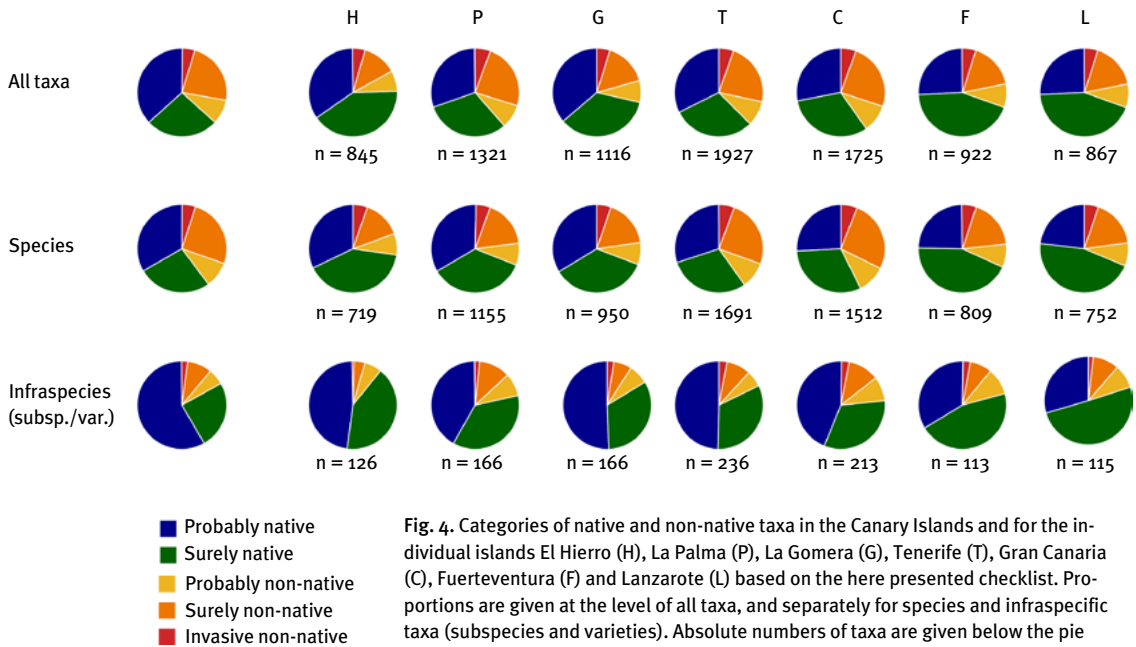 H P G T C F L
All taxa
n = 845 n = 1321 n = 1116 n = 1927 n = 1725 n = 922 n = 867
Species
n = 719 n = 1155 n = 950 n = 1691 n = 1512 n = 809 n = 752
Infraspecies
(subsp./var.)
n = 126 n = 166 n = 166 n = 236 n = 213 n = 113 n = 115
Probably native
Surely native
Probably non-native
Surely non-native
Invasive non-native
Fig. 4. Categories of native and non-native taxa in the Canary Islands and for the in-
dividual islands El Hierro (H), La Palma (P), La Gomera (G), Tenerife (T), Gran Canaria
(C), Fuerteventura (F) and Lanzarote (L) based on the here presented checklist. Pro-
portions are given at the level of all taxa, and separately for species and infraspecific
taxa (subspecies and varieties). Absolute numbers of taxa are given below the pie